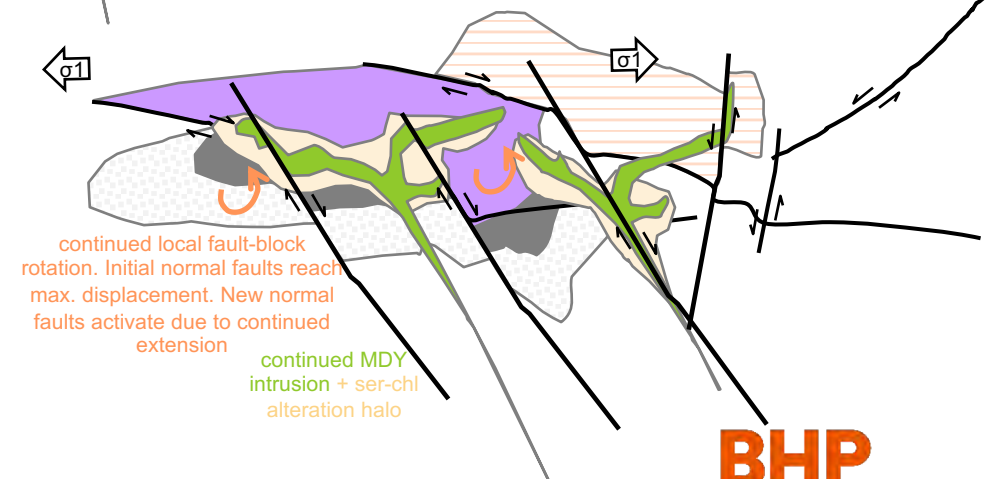 σ1
σ1
continued local fault-block
rotation. Initial normal faults reach
max. displacement. New normal
faults activate due to continued
extension
continued MDY
intrusion + ser-chl
alteration halo
BHP